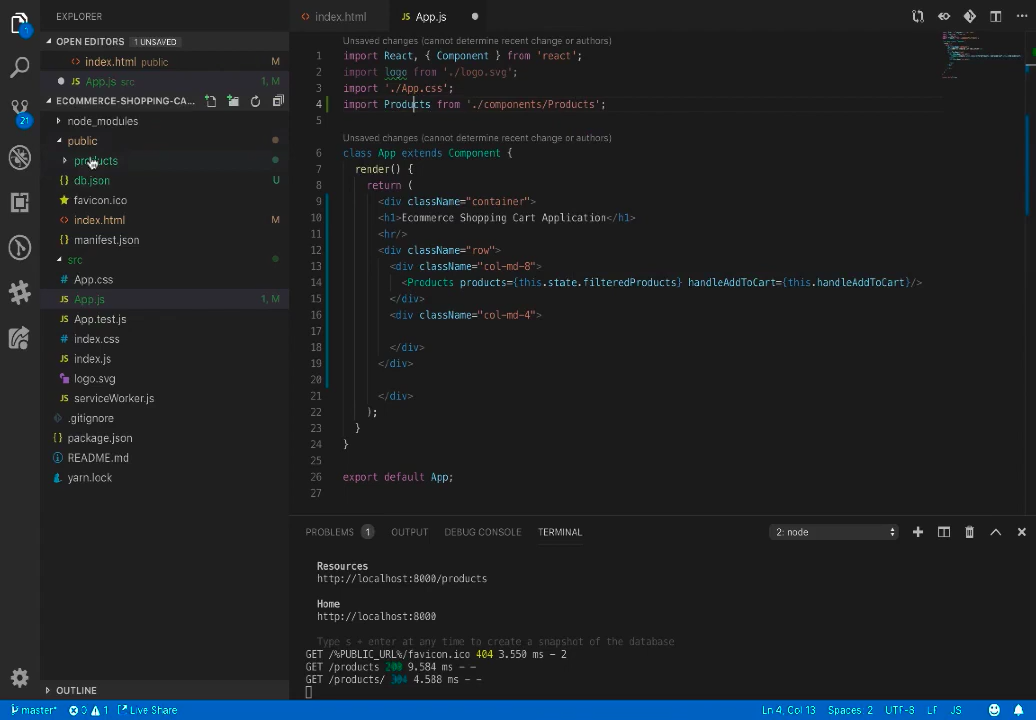 EXPLORER
OPEN EDITORS 1 UNSAVED
index.html public M
App.js src 1, M
ECOMMERCE-SHOPPING-CA...
node_modules
public
products
db.json U
favicon.ico
index.html M
manifest.json
src
App.css
App.js 1, M
App.test.js
index.css
index.js
logo.svg
serviceWorker.js
.gitignore
package.json
README.md
yarn.lock
OUTLINE
1
21
index.html
App.js
Unsaved changes (cannot determine recent change or authors)
1 import React, { Component } from 'react';
2 import logo from './logo.svg';
3 import './App.css';
4 import Products from './components/Products';
5
Unsaved changes (cannot determine recent change or authors)
6 class App extends Component {
7 render() {
8 return (
9 <div className="container">
10 <h1>Ecommerce Shopping Cart Application</h1>
11 <hr/>
12 <div className="row">
13 <div className="col-md-8">
14 <Products products={this.state.filteredProducts} handleAddToCart={this.handleAddToCart}/>
15 </div>
16 <div className="col-md-4">
17
18 </div>
19 </div>
20
21 </div>
22 );
23 }
24 }
25
26 export default App;
27
PROBLEMS 1 OUTPUT DEBUG CONSOLE TERMINAL 2: node
Resources
http://localhost:8000/products
Home
http://localhost:8000
Type s + enter at any time to create a snapshot of the database
GET /%PUBLIC_URL%/favicon.ico 404 3.550 ms - 2
GET /products 200 9.584 ms - -
GET /products/ 304 4.588 ms - -
master* 0 1 Live Share Ln 4, Col 13 Spaces: 2 UTF-8 LF JS